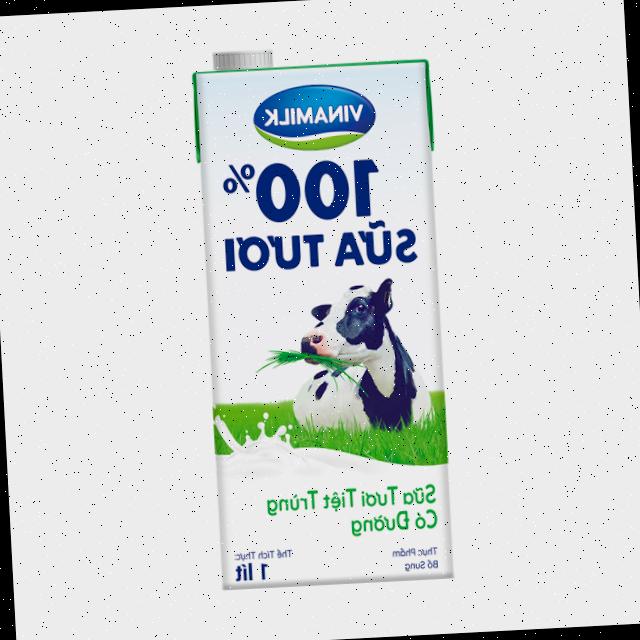 VINAMILK
100%
SỮA TƯƠI
Sữa Tươi Tiệt Trùng
Có Đường
Thực Phẩm
Bổ Sung
Thể Tích Thực:
1 lít